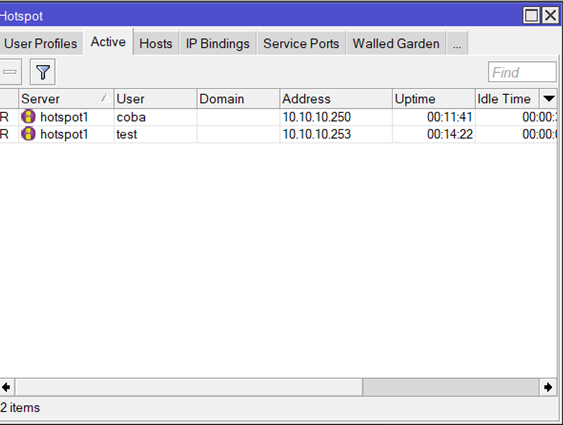 Hotspot
User Profiles Active Hosts IP Bindings Service Ports Walled Garden ...
Find
Server User Domain Address Uptime Idle Time
R hotspot1 coba 10.10.10.250 00:11:41 00:00:
R hotspot1 test 10.10.10.253 00:14:22 00:00:
2 items